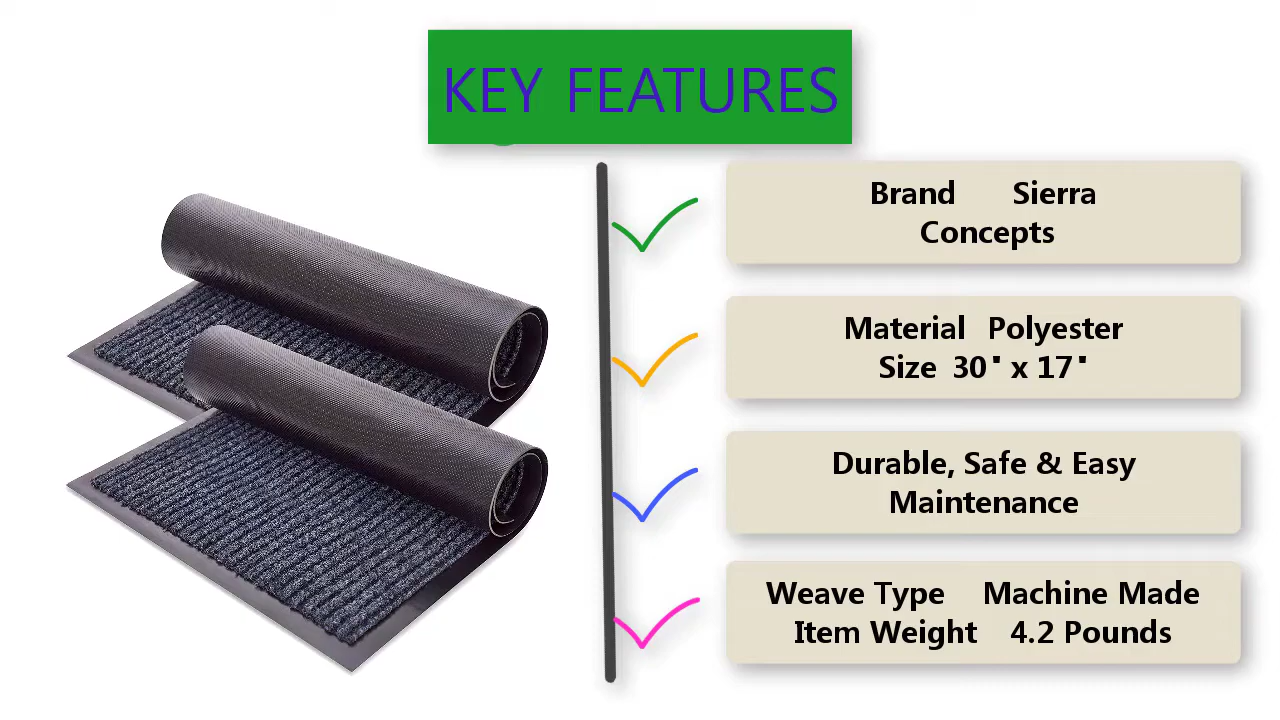 KEY FEATURES
Brand Sierra
Concepts
Material Polyester
Size 30" x 17"
Durable, Safe & Easy
Maintenance
Weave Type Machine Made
Item Weight 4.2 Pounds